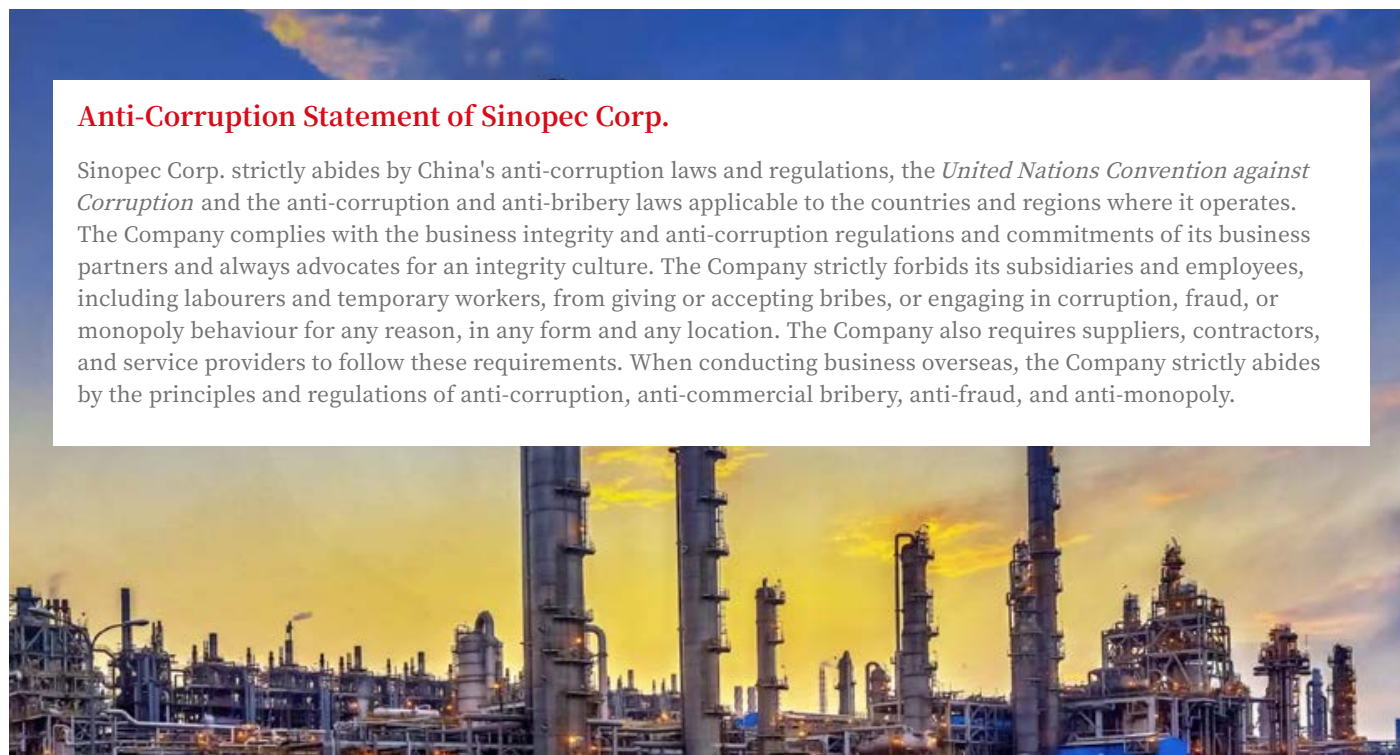 Anti-Corruption Statement of Sinopec Corp.
Sinopec Corp. strictly abides by China's anti-corruption laws and regulations, the United Nations Convention against
Corruption and the anti-corruption and anti-bribery laws applicable to the countries and regions where it operates.
The Company complies with the business integrity and anti-corruption regulations and commitments of its business
partners and always advocates for an integrity culture. The Company strictly forbids its subsidiaries and employees,
including labourers and temporary workers, from giving or accepting bribes, or engaging in corruption, fraud, or
monopoly behaviour for any reason, in any form and any location. The Company also requires suppliers, contractors,
and service providers to follow these requirements. When conducting business overseas, the Company strictly abides
by the principles and regulations of anti-corruption, anti-commercial bribery, anti-fraud, and anti-monopoly.